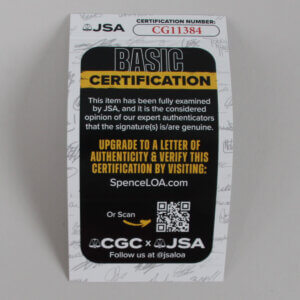 JSA
CERTIFICATION NUMBER:
CG11384
BASIC
CERTIFICATION
This item has been fully examined
by JSA, and it is the considered
opinion of our expert authenticators
that the signature(s) is/are genuine.
UPGRADE TO A LETTER OF
AUTHENTICITY & VERIFY THIS
CERTIFICATION BY VISITING:
SpenceLOA.com
Or Scan
CGC x JSA
Follow us at @jsaloa